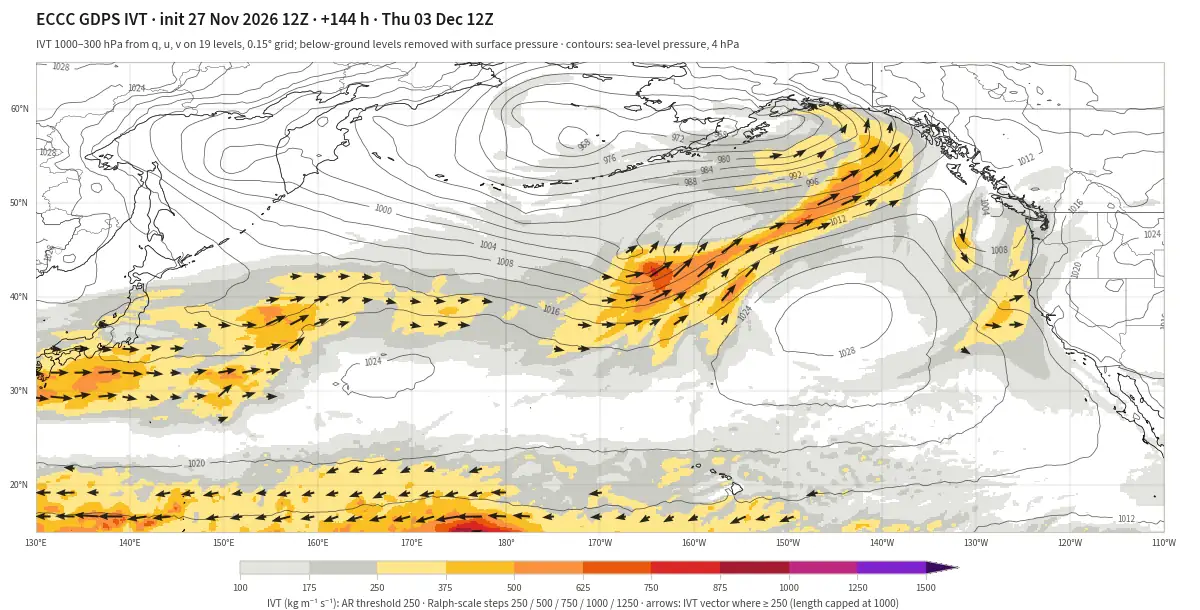 ECCC GDPS IVT · init 27 Nov 2026 12Z · +144 h · Thu 03 Dec 12Z
IVT 1000–300 hPa from q, u, v on 19 levels, 0.15° grid; below-ground levels removed with surface pressure · contours: sea-level pressure, 4 hPa
1028
1024
60°N
968
972
968
1028
976
980
1012
984
992
988
996
50°N
1000
1004
1016
1012
1024
1004
1008
1028
1008
1020
40°N
1016
1024
1028
1024
30°N
1020
20°N
1012
130°E 140°E 150°E 160°E 170°E 180° 170°W 160°W 150°W 140°W 130°W 120°W 110°W
100 175 250 375 500 625 750 875 1000 1250 1500
IVT (kg m⁻¹ s⁻¹): AR threshold 250 · Ralph-scale steps 250 / 500 / 750 / 1000 / 1250 · arrows: IVT vector where ≥ 250 (length capped at 1000)